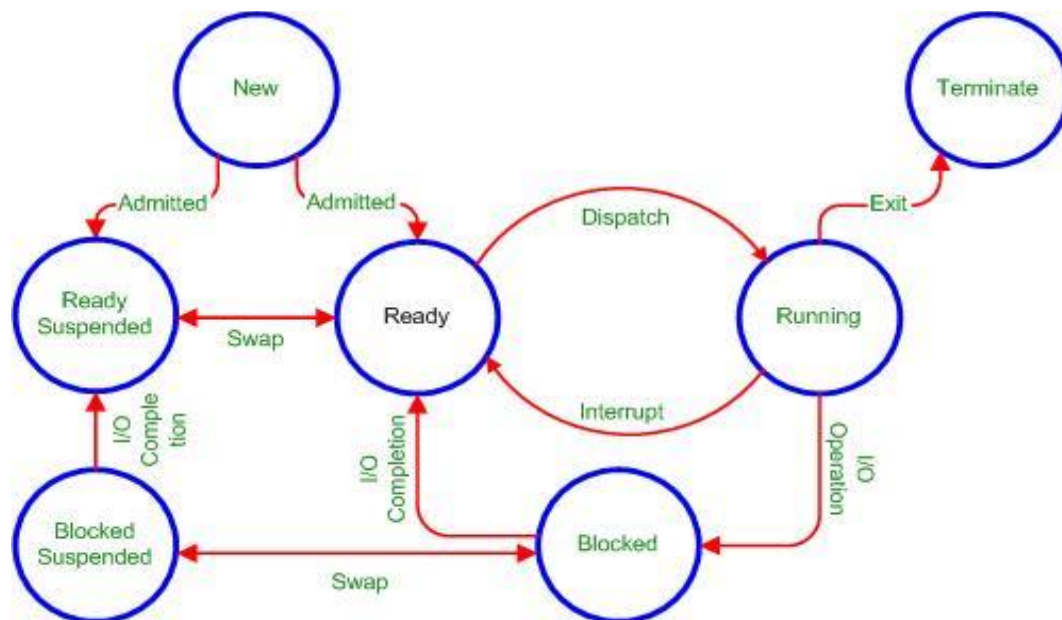 New
Terminate
Admitted
Admitted
Dispatch
Exit
Ready
Suspended
Ready
Running
Swap
Interrupt
I/O
Comple
tion
I/O
Completion
I/O
Operation
Blocked
Suspended
Blocked
Swap